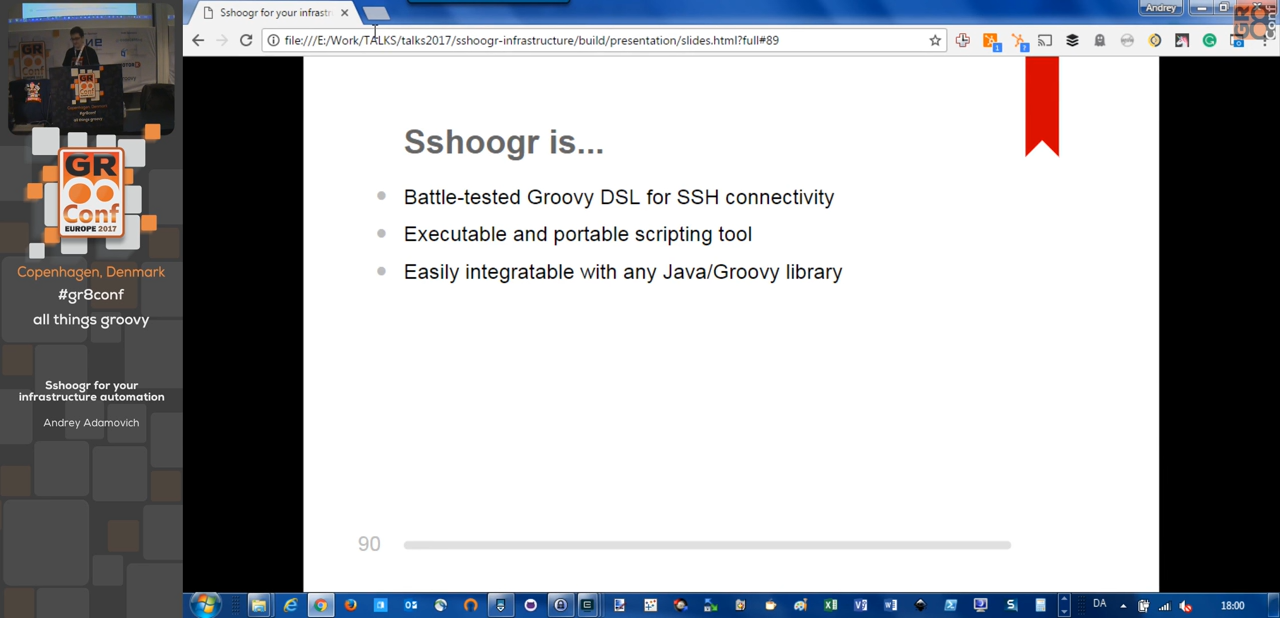 Sshoogr for your infrastr
Andrey
file:///E:/Work/TALKS/talks2017/sshoogr-infrastructure/build/presentation/slides.html?full#89
GR
Conf
EUROPE 2017
Copenhagen, Denmark
#gr8conf
all things groovy
Sshoogr for your
infrastructure automation
Andrey Adamovich
Sshoogr is...
Battle-tested Groovy DSL for SSH connectivity
Executable and portable scripting tool
Easily integratable with any Java/Groovy library
90
DA
18:00